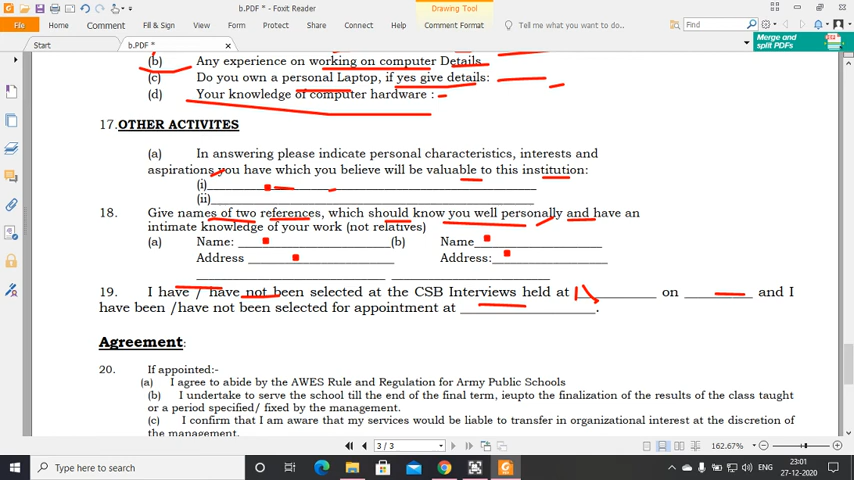 b.PDF * - Foxit Reader
Drawing Tool
File
Home
Comment
Fill & Sign
View
Form
Protect
Share
Connect
Help
Comment Format
Tell me what you want to do...
Find
Start
b.PDF *
Merge and
split PDFs
(b) Any experience on working on computer Details
(c) Do you own a personal Laptop, if yes give details:
(d) Your knowledge of computer hardware :
17. OTHER ACTIVITES
(a) In answering please indicate personal characteristics, interests and
aspirations you have which you believe will be valuable to this institution:
(i)
(ii)
18. Give names of two references, which should know you well personally and have an
intimate knowledge of your work (not relatives)
(a) Name: (b) Name
Address Address:
19. I have / have not been selected at the CSB Interviews held at on and I
have been /have not been selected for appointment at .
Agreement:
20. If appointed:-
(a) I agree to abide by the AWES Rule and Regulation for Army Public Schools
(b) I undertake to serve the school till the end of the final term, ieupto the finalization of the results of the class taught
or a period specified/ fixed by the management.
(c) I confirm that I am aware that my services would be liable to transfer in organizational interest at the discretion of
the management.
3 / 3
162.67%
Type here to search
ENG
23:01
27-12-2020